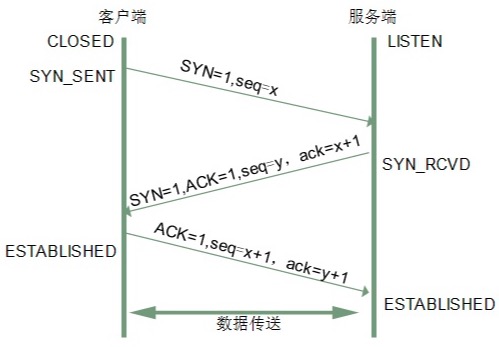 客户端
服务端
CLOSED
LISTEN
SYN_SENT
SYN=1,seq=x
SYN=1,ACK=1,seq=y，ack=x+1
SYN_RCVD
ACK=1,seq=x+1，ack=y+1
ESTABLISHED
ESTABLISHED
数据传送